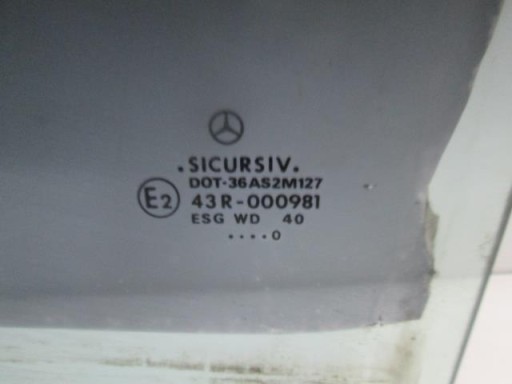 .SICURSIV.
DOT-36AS2M127
E2 43R-000981
ESG WD 40
....0